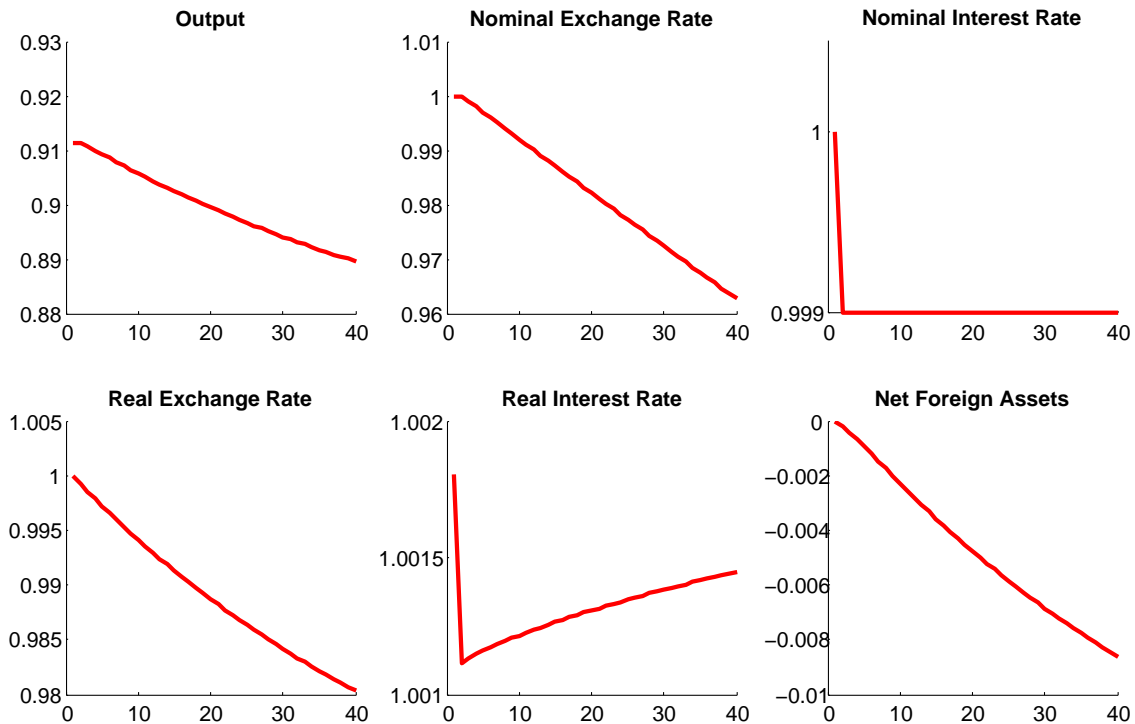 Output
0.93
0.92
0.91
0.9
0.89
0.88
0 10 20 30 40
Nominal Exchange Rate
1.01
1
0.99
0.98
0.97
0.96
0 10 20 30 40
Nominal Interest Rate
1
0.999
0 10 20 30 40
Real Exchange Rate
1.005
1
0.995
0.99
0.985
0.98
0 10 20 30 40
Real Interest Rate
1.002
1.0015
1.001
0 10 20 30 40
Net Foreign Assets
0
−0.002
−0.004
−0.006
−0.008
−0.01
0 10 20 30 40